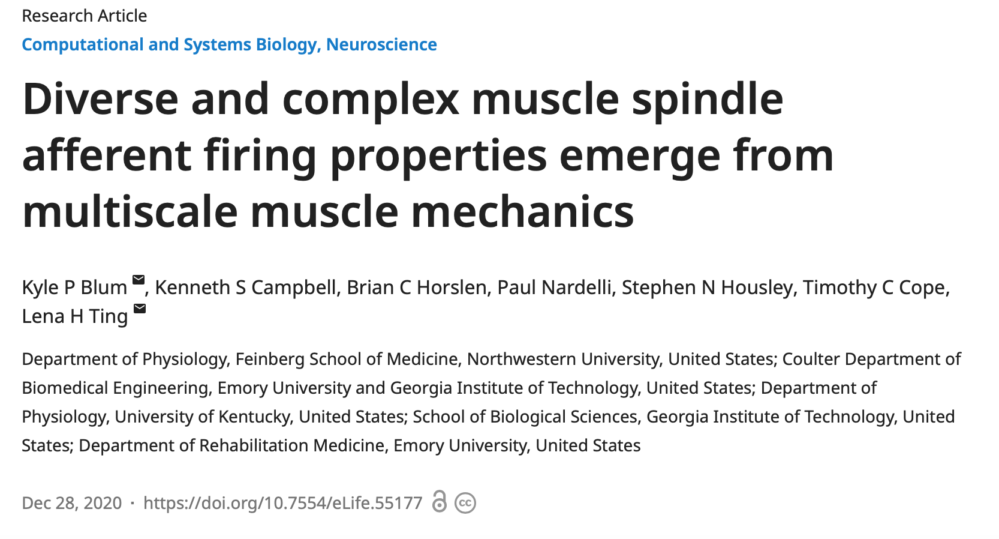 Research Article
Computational and Systems Biology, Neuroscience
Diverse and complex muscle spindle
afferent firing properties emerge from
multiscale muscle mechanics
Kyle P Blum, Kenneth S Campbell, Brian C Horslen, Paul Nardelli, Stephen N Housley, Timothy C Cope,
Lena H Ting
Department of Physiology, Feinberg School of Medicine, Northwestern University, United States; Coulter Department of
Biomedical Engineering, Emory University and Georgia Institute of Technology, United States; Department of
Physiology, University of Kentucky, United States; School of Biological Sciences, Georgia Institute of Technology, United
States; Department of Rehabilitation Medicine, Emory University, United States
Dec 28, 2020 · https://doi.org/10.7554/eLife.55177 cc